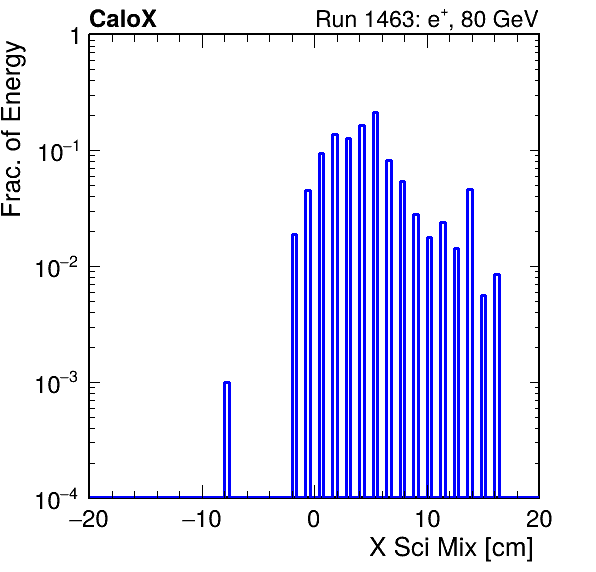 CaloX Run 1463: e⁺, 80 GeV
Frac. of Energy
1
10⁻¹
10⁻²
10⁻³
10⁻⁴
−20 −10 0 10 20
X Sci Mix [cm]